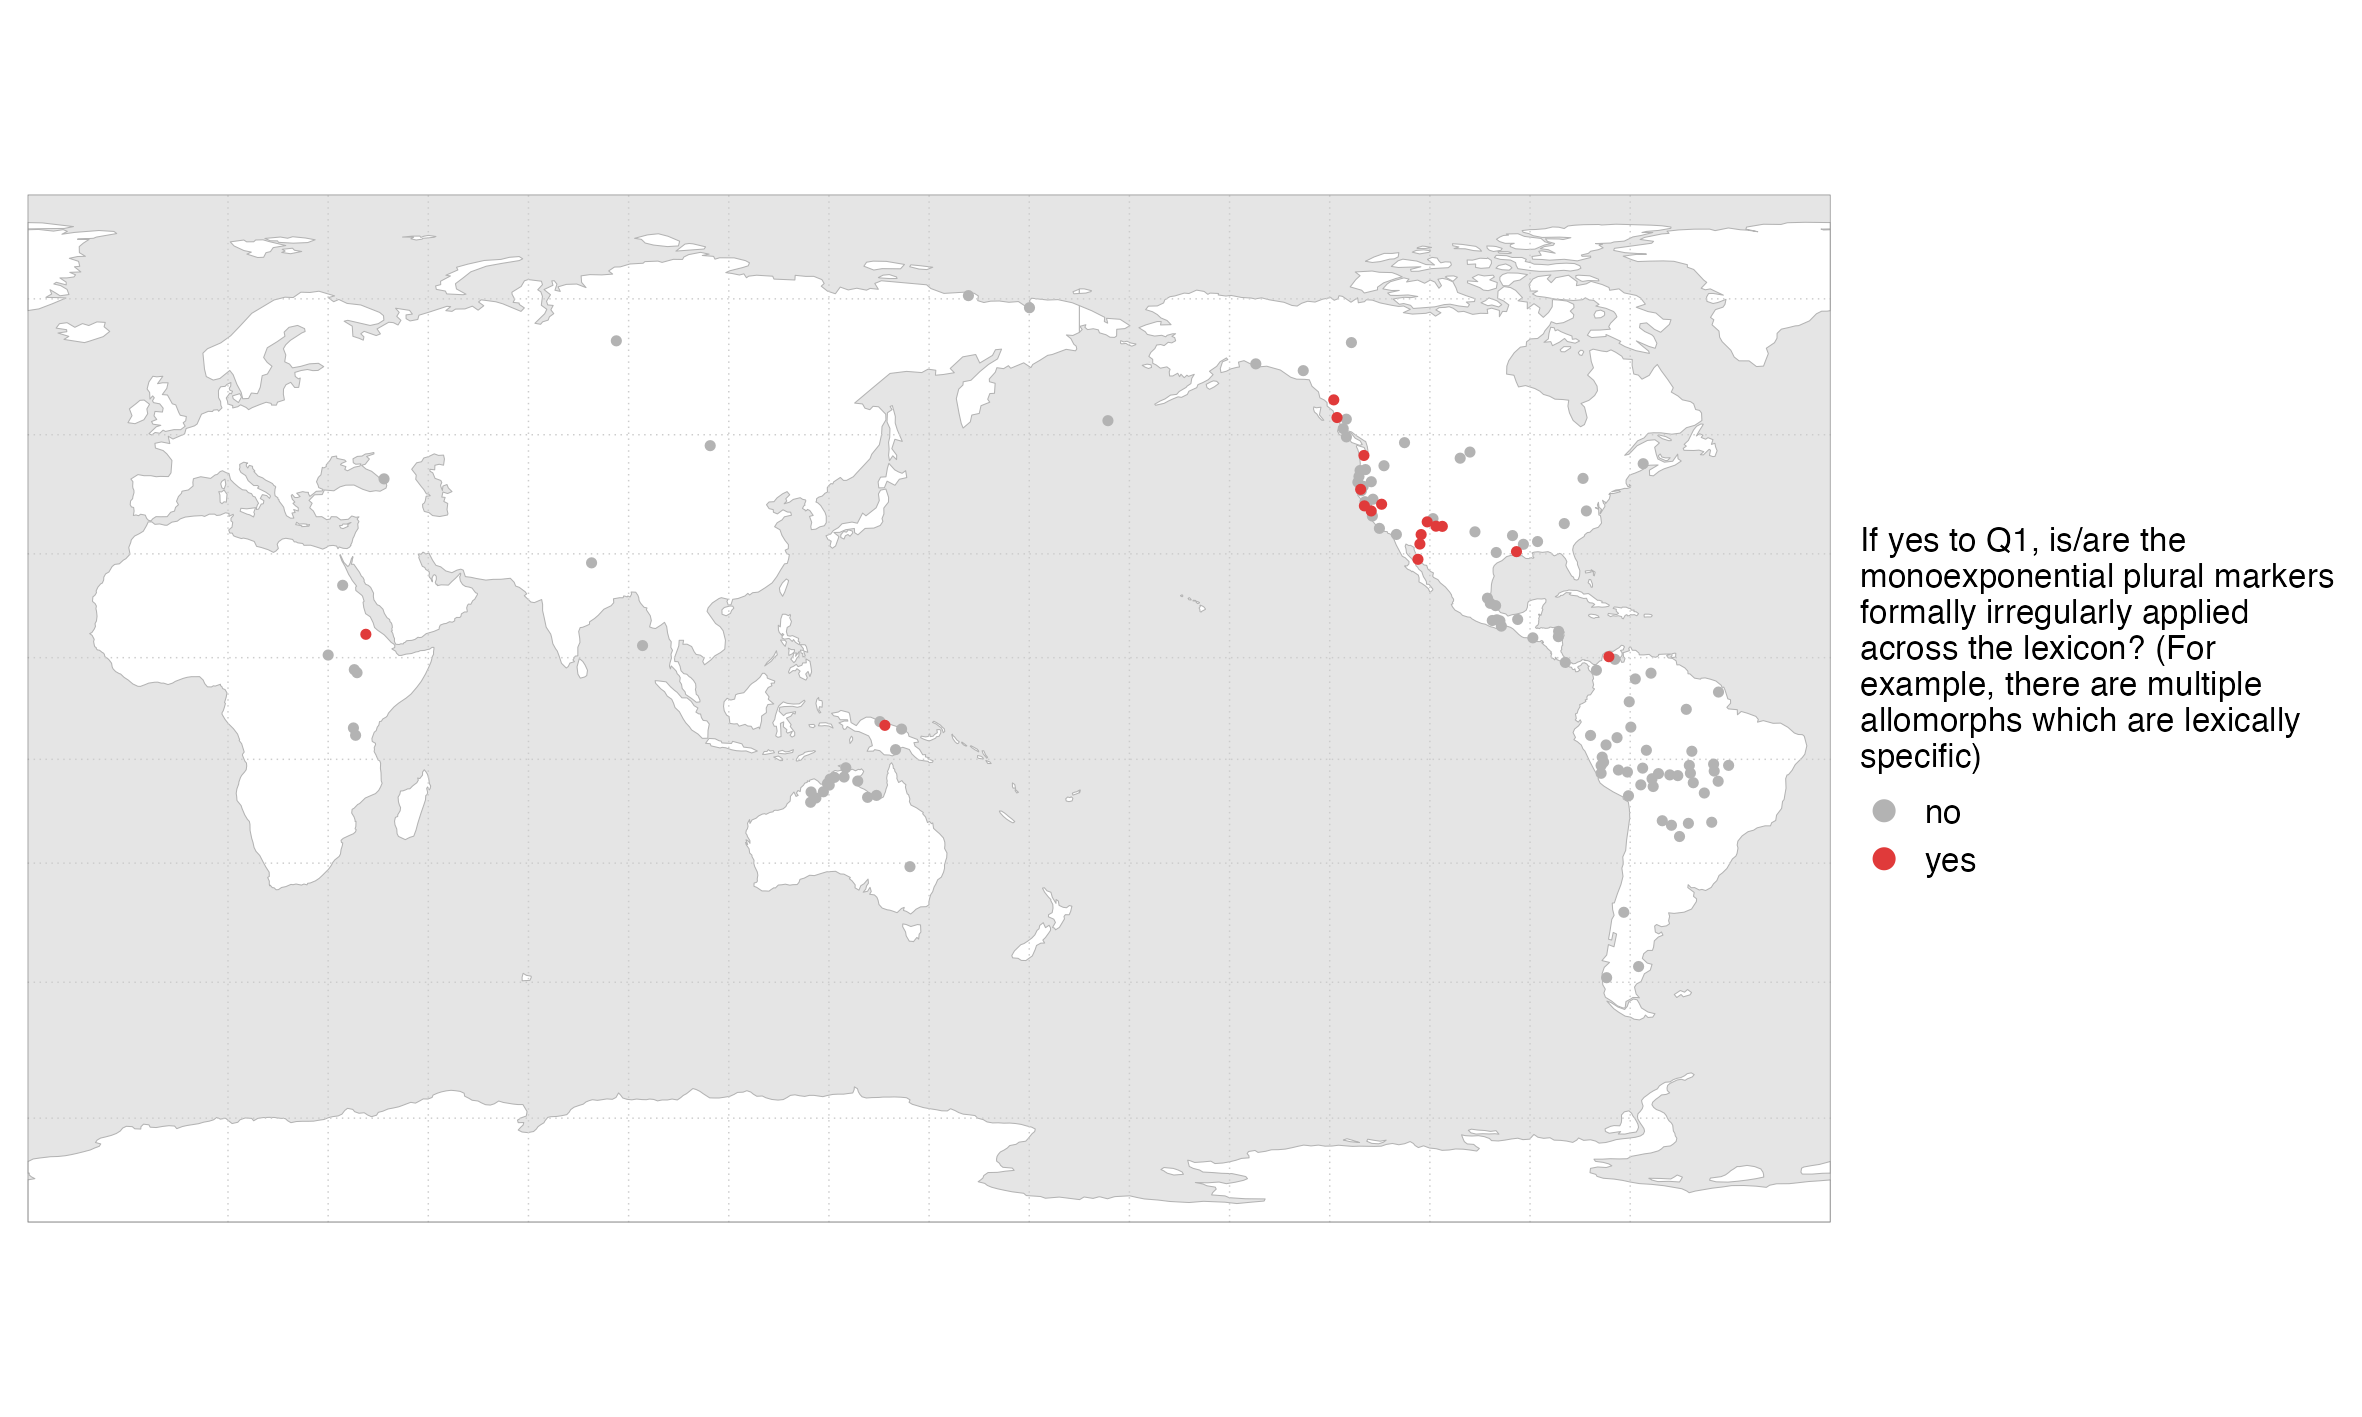 If yes to Q1, is/are the
monoexponential plural markers
formally irregularly applied
across the lexicon? (For
example, there are multiple
allomorphs which are lexically
specific)
no
yes